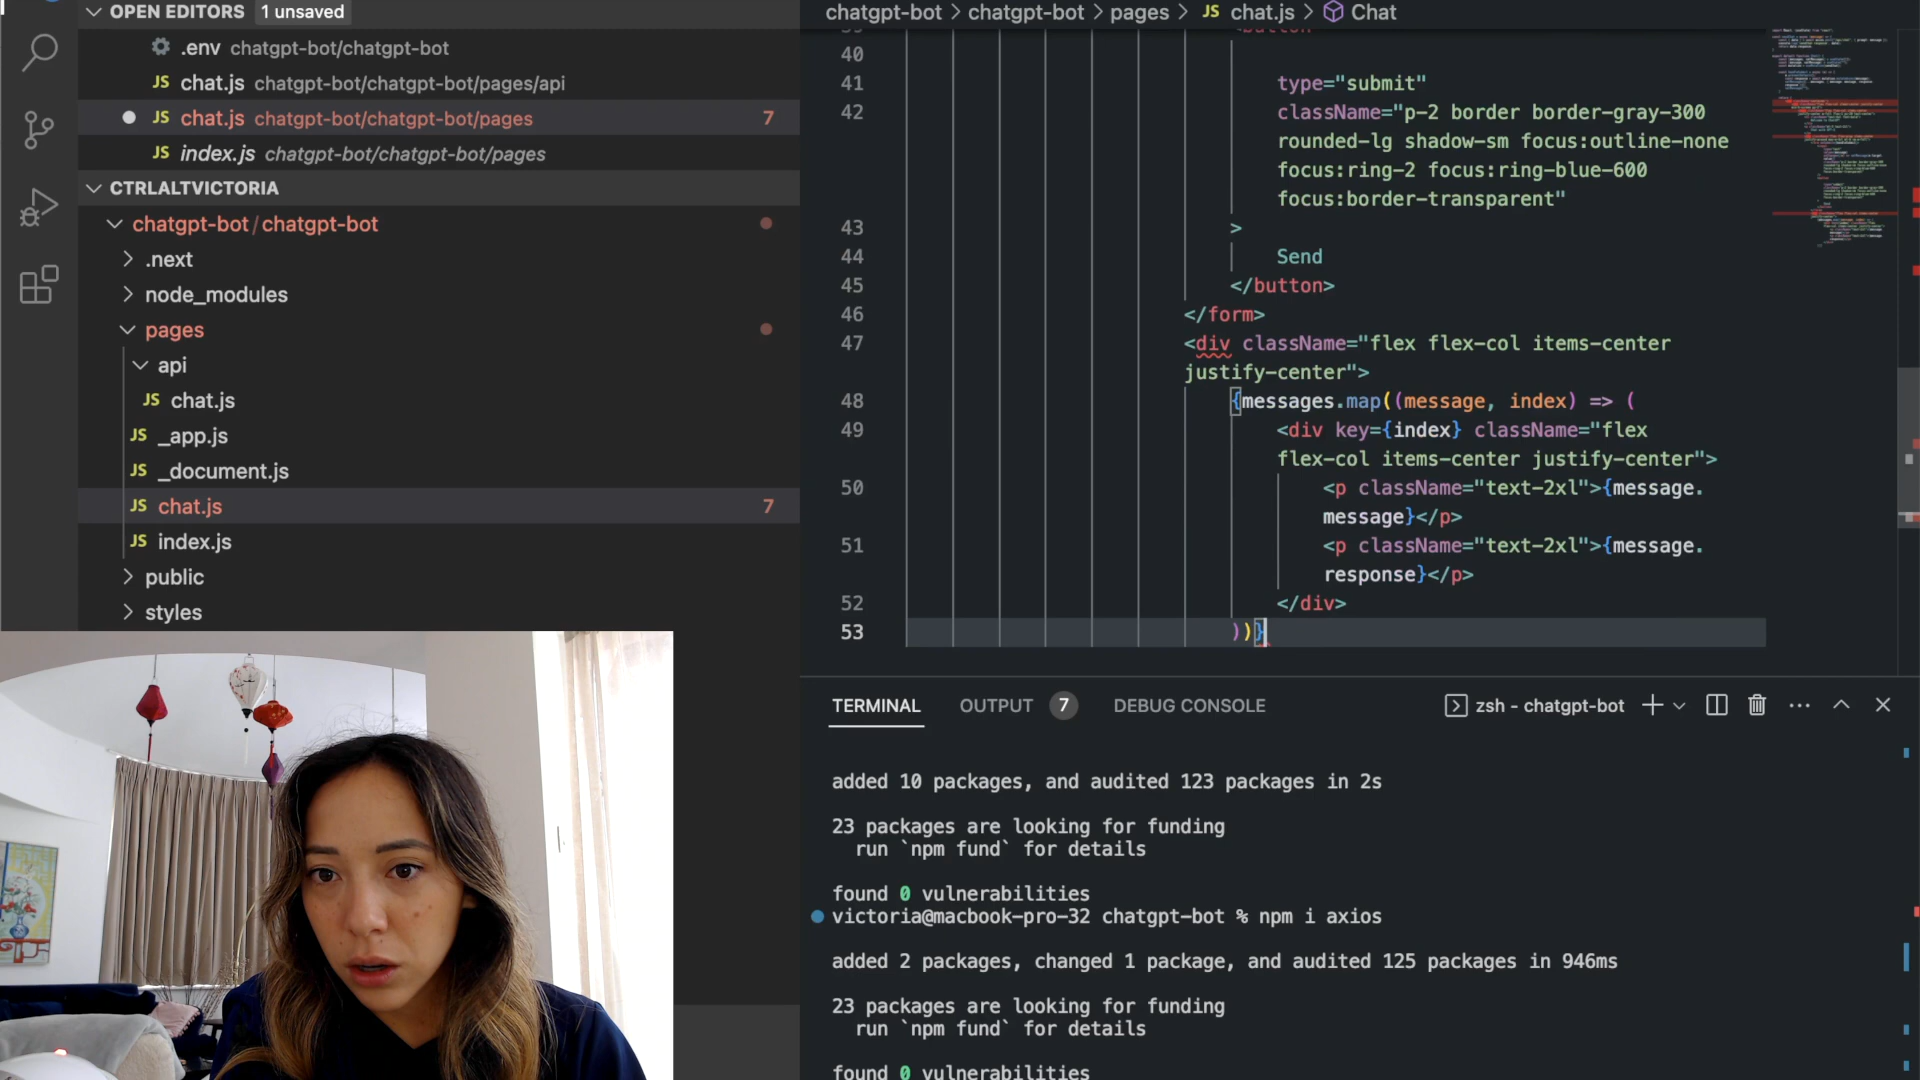 OPEN EDITORS 1 unsaved
.env chatgpt-bot/chatgpt-bot
JS chat.js chatgpt-bot/chatgpt-bot/pages/api
JS chat.js chatgpt-bot/chatgpt-bot/pages 7
JS index.js chatgpt-bot/chatgpt-bot/pages
CTRLALTVICTORIA
chatgpt-bot/chatgpt-bot
.next
node_modules
pages
api
JS chat.js
JS _app.js
JS _document.js
JS chat.js 7
JS index.js
public
styles
chatgpt-bot > chatgpt-bot > pages > JS chat.js > Chat
40
41 type="submit"
42 className="p-2 border border-gray-300
rounded-lg shadow-sm focus:outline-none
focus:ring-2 focus:ring-blue-600
focus:border-transparent"
43 >
44 Send
45 </button>
46 </form>
47 <div className="flex flex-col items-center
justify-center">
48 {messages.map((message, index) => (
49 <div key={index} className="flex
flex-col items-center justify-center">
50 <p className="text-2xl">{message.
message}</p>
51 <p className="text-2xl">{message.
response}</p>
52 </div>
53 ))}
TERMINAL OUTPUT 7 DEBUG CONSOLE zsh - chatgpt-bot
added 10 packages, and audited 123 packages in 2s
23 packages are looking for funding
run `npm fund` for details
found 0 vulnerabilities
victoria@macbook-pro-32 chatgpt-bot % npm i axios
added 2 packages, changed 1 package, and audited 125 packages in 946ms
23 packages are looking for funding
run `npm fund` for details
found 0 vulnerabilities